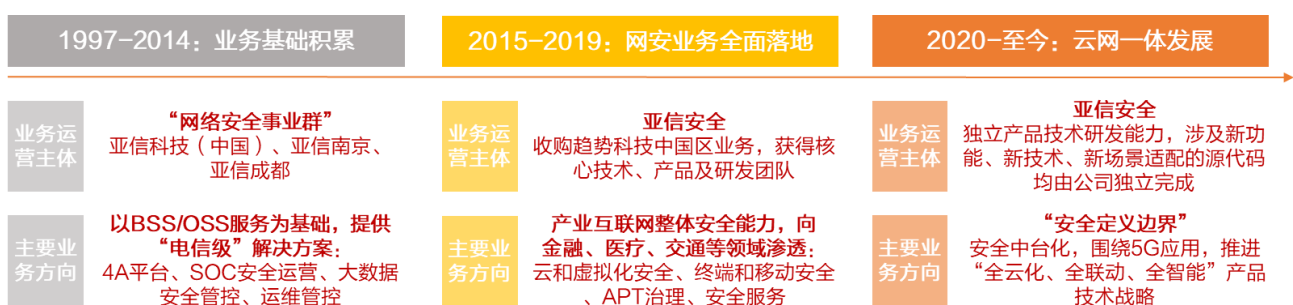 1997-2014：业务基础积累
2015-2019：网安业务全面落地
2020-至今：云网一体发展
业务运
营主体
“网络安全事业群”
亚信科技（中国）、亚信南京、
亚信成都
业务运
营主体
亚信安全
收购趋势科技中国区业务，获得核
心技术、产品及研发团队
业务运
营主体
亚信安全
独立产品技术研发能力，涉及新功
能、新技术、新场景适配的源代码
均由公司独立完成
主要业
务方向
以BSS/OSS服务为基础，提供
“电信级”解决方案：
4A平台、SOC安全运营、大数据
安全管控、运维管控
主要业
务方向
产业互联网整体安全能力，向
金融、医疗、交通等领域渗透：
云和虚拟化安全、终端和移动安全
、APT治理、安全服务
主要业
务方向
“安全定义边界”
安全中台化，围绕5G应用，推进
“全云化、全联动、全智能”产品
技术战略